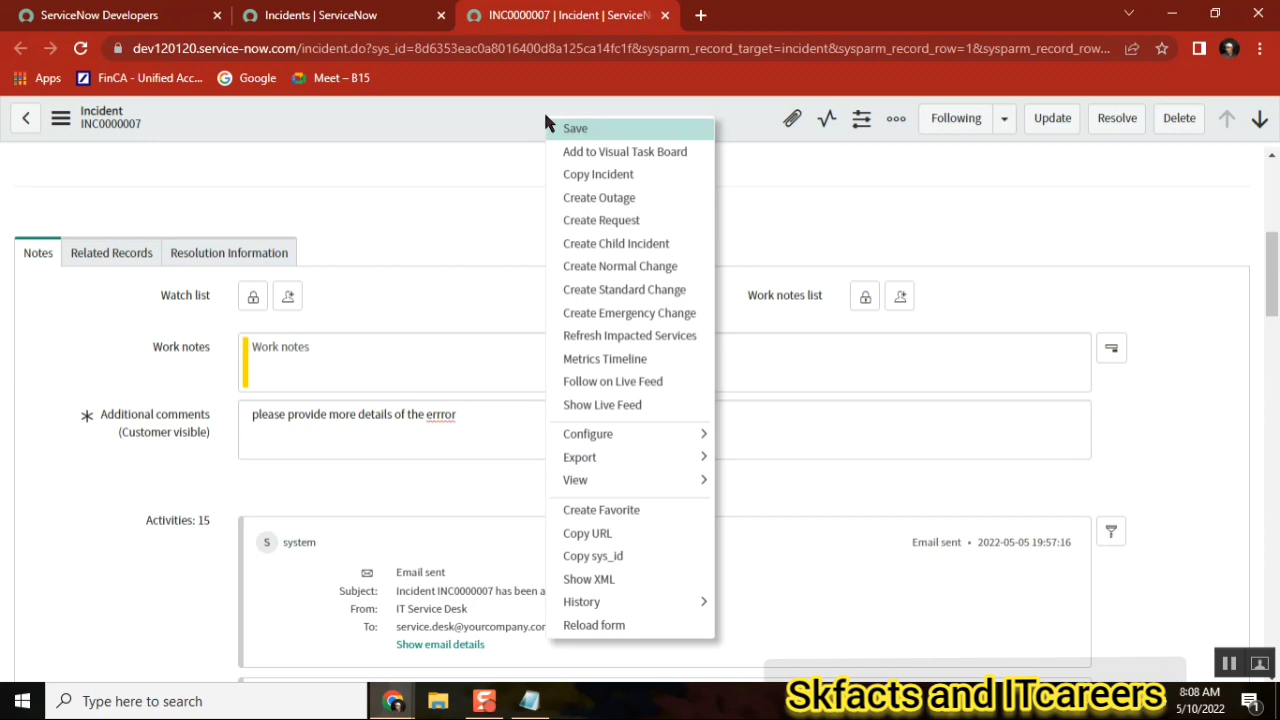 ServiceNow Developers
Incidents | ServiceNow
INC0000007 | Incident | Service
dev120120.service-now.com/incident.do?sys_id=8d6353eac0a8016400d8a125ca14fc1f&sysparm_record_target=incident&sysparm_record_row=1&sysparm_record_row...
Apps
FinCA - Unified Acc...
Google
Meet – B15
Incident
INC0000007
Following
Update
Resolve
Delete
Save
Add to Visual Task Board
Copy Incident
Create Outage
Create Request
Create Child Incident
Create Normal Change
Create Standard Change
Create Emergency Change
Refresh Impacted Services
Metrics Timeline
Follow on Live Feed
Show Live Feed
Configure
Export
View
Create Favorite
Copy URL
Copy sys_id
Show XML
History
Reload form
Notes
Related Records
Resolution Information
Watch list
Work notes list
Work notes
Work notes
Additional comments
(Customer visible)
please provide more details of the errror
Activities: 15
S
system
Email sent • 2022-05-05 19:57:16
Email sent
Subject: Incident INC0000007 has been a
From: IT Service Desk
To: service.desk@yourcompany.co
Show email details
Type here to search
Skfacts and ITcareers
8:08 AM
5/10/2022